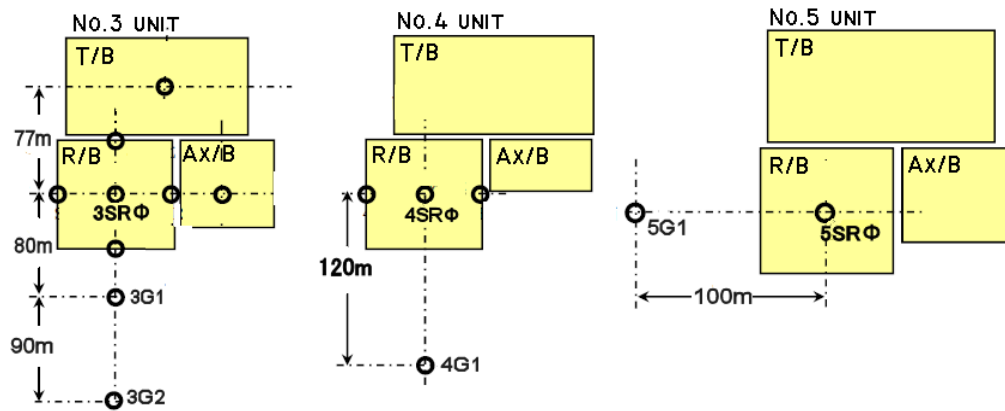 No.3 UNIT
T/B
77m
R/B
Ax/B
3SRΦ
80m
3G1
90m
3G2
No.4 UNIT
T/B
R/B
Ax/B
4SRΦ
120m
4G1
No.5 UNIT
T/B
R/B
Ax/B
5G1
5SRΦ
100m